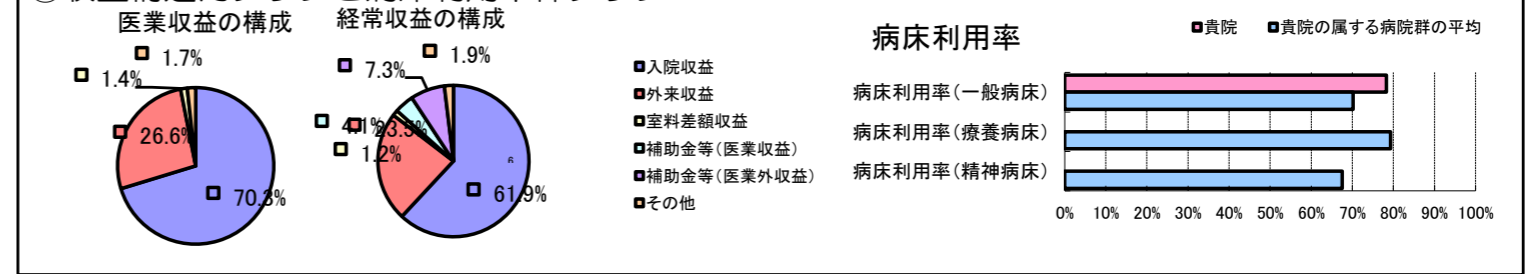 医業収益の構成
1.7%
1.4%
26.6%
70.3%
経常収益の構成
1.9%
7.3%
4.1%
23.5%
1.2%
61.9%
入院収益
外来収益
室料差額収益
補助金等(医業収益)
補助金等(医業外収益)
その他
病床利用率
貴院
貴院の属する病院群の平均
病床利用率(一般病床)
病床利用率(療養病床)
病床利用率(精神病床)
0% 10% 20% 30% 40% 50% 60% 70% 80% 90% 100%